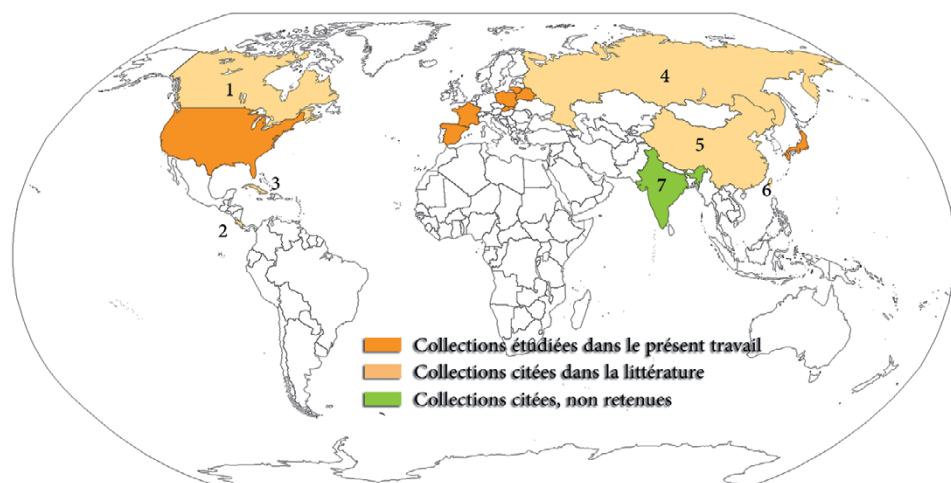 1
4
5
3
7
6
2
Collections étudiées dans le présent travail
Collections citées dans la littérature
Collections citées, non retenues